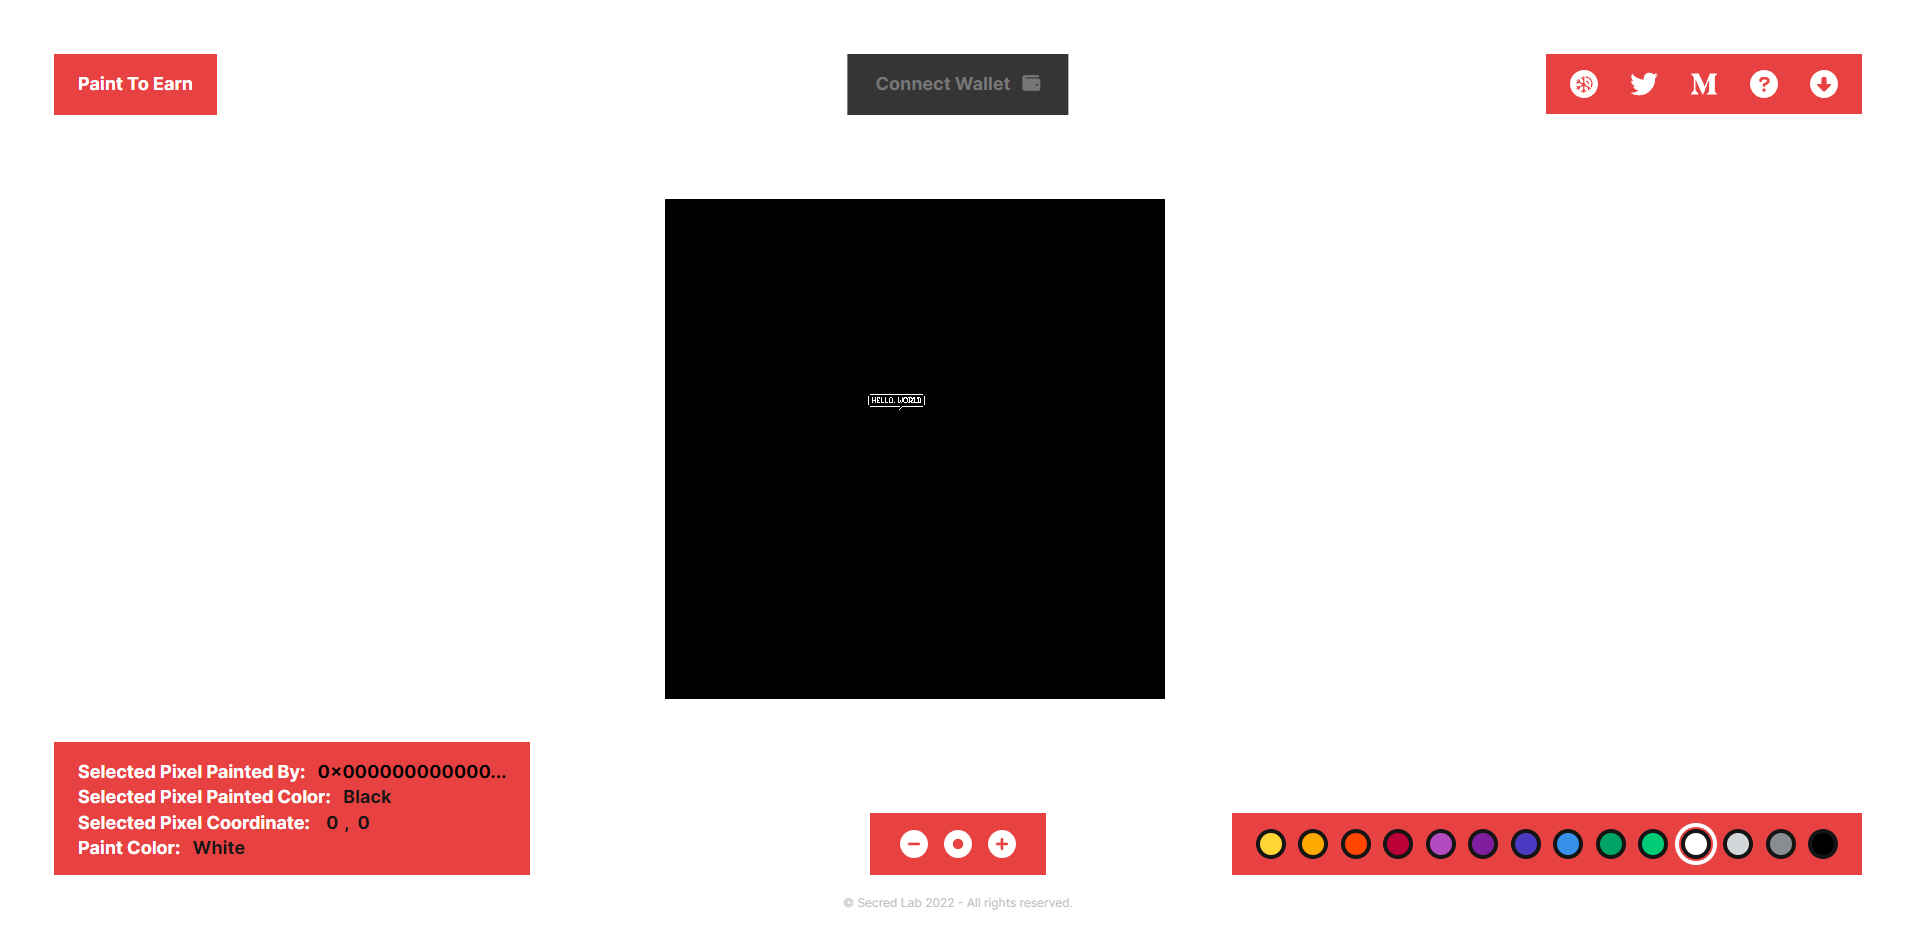 Paint To Earn
Connect Wallet
HELLO. WORLD
Selected Pixel Painted By: 0x000000000000...
Selected Pixel Painted Color: Black
Selected Pixel Coordinate: 0 , 0
Paint Color: White
© Secred Lab 2022 - All rights reserved.